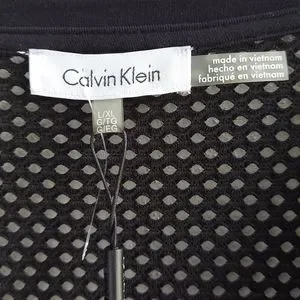 Calvin Klein
L/XL
G/TG
G/EG
made in vietnam
hecho en vietnam
fabriqué en vietnam